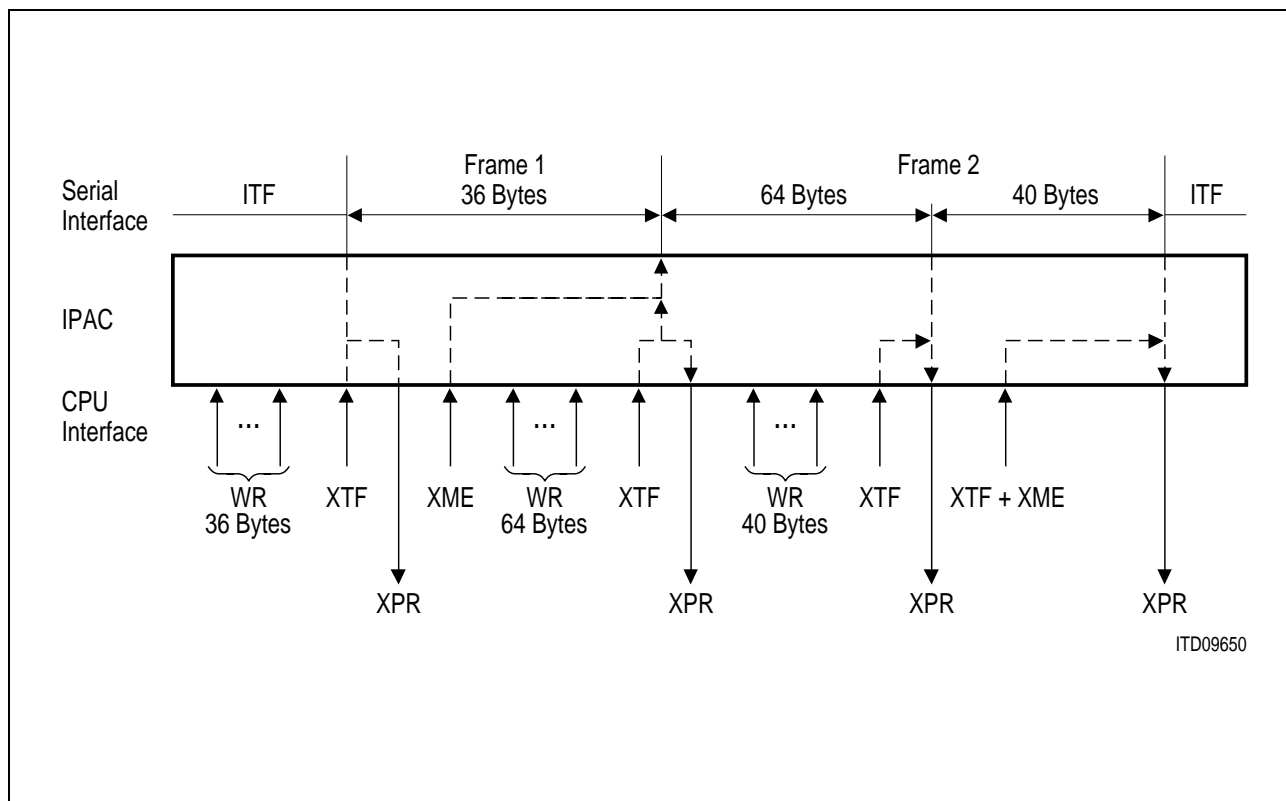 Frame 1
Frame 2
Serial
Interface
ITF
36 Bytes
64 Bytes
40 Bytes
ITF
IPAC
CPU
Interface
...
...
...
WR
36 Bytes
XTF
XME
WR
64 Bytes
XTF
WR
40 Bytes
XTF
XTF + XME
XPR
XPR
XPR
XPR
ITD09650